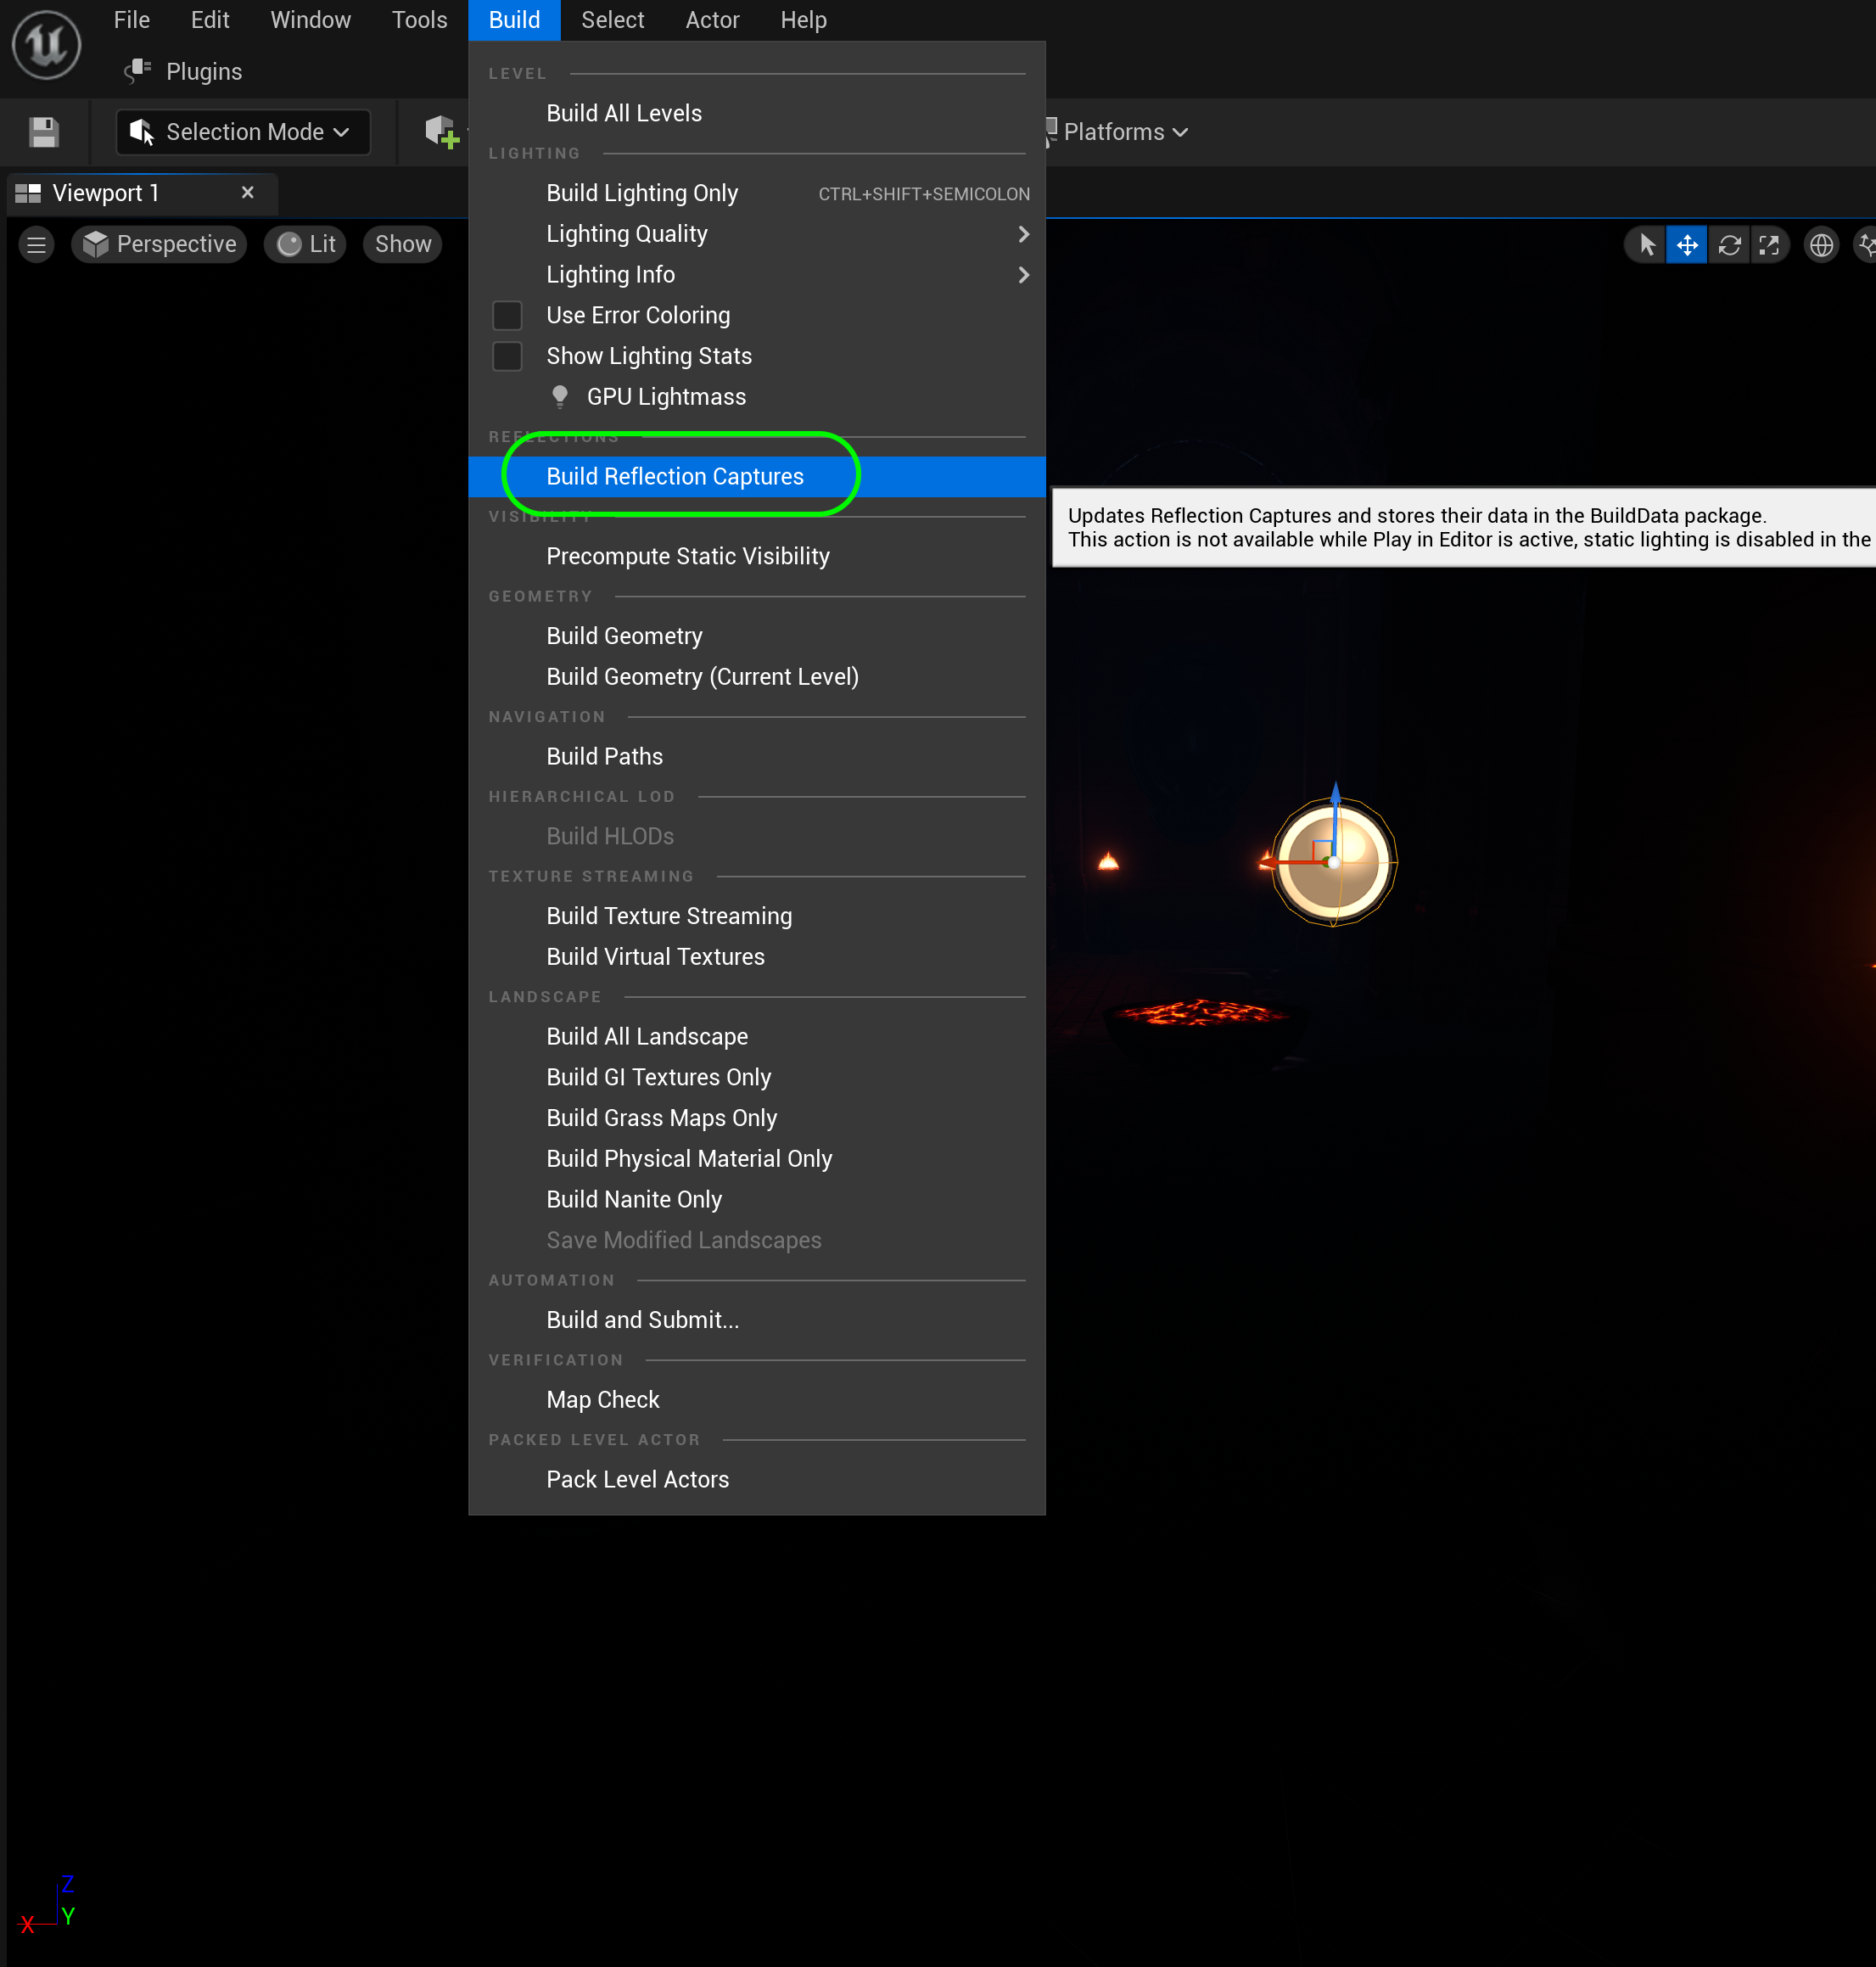 File Edit Window Tools Build Select Actor Help
Plugins
Selection Mode
Platforms
Viewport 1
Perspective Lit Show
LEVEL
Build All Levels
LIGHTING
Build Lighting Only CTRL+SHIFT+SEMICOLON
Lighting Quality
Lighting Info
Use Error Coloring
Show Lighting Stats
GPU Lightmass
REFLECTIONS
Build Reflection Captures
Updates Reflection Captures and stores their data in the BuildData package.
This action is not available while Play in Editor is active, static lighting is disabled in the
VISIBILITY
Precompute Static Visibility
GEOMETRY
Build Geometry
Build Geometry (Current Level)
NAVIGATION
Build Paths
HIERARCHICAL LOD
Build HLODs
TEXTURE STREAMING
Build Texture Streaming
Build Virtual Textures
LANDSCAPE
Build All Landscape
Build GI Textures Only
Build Grass Maps Only
Build Physical Material Only
Build Nanite Only
Save Modified Landscapes
AUTOMATION
Build and Submit...
VERIFICATION
Map Check
PACKED LEVEL ACTOR
Pack Level Actors
Z
Y
X